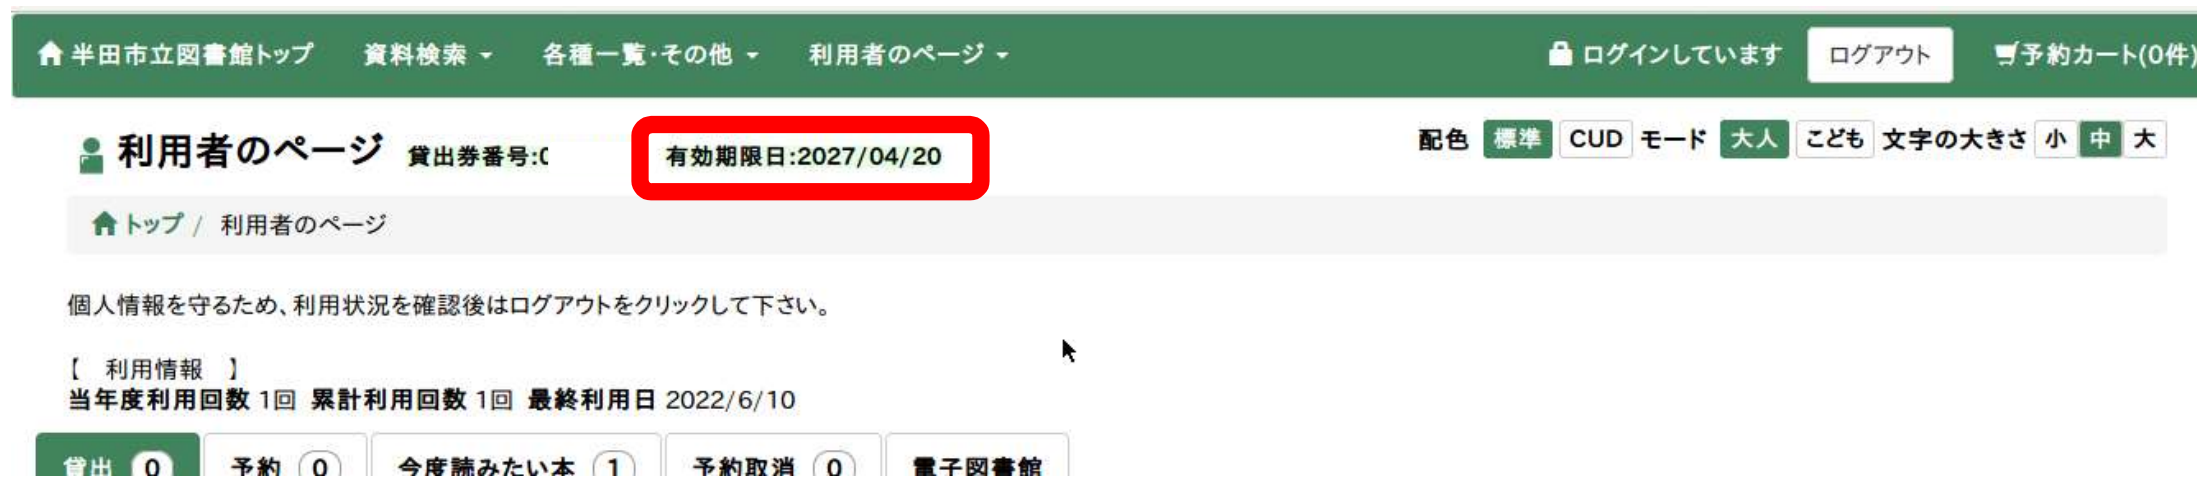 半田市立図書館トップ 資料検索 各種一覧・その他 利用者のページ ログインしています ログアウト 予約カート(0件)
利用者のページ 貸出券番号:0 有効期限日:2027/04/20 配色 標準 CUD モード 大人 こども 文字の大きさ 小 中 大
トップ / 利用者のページ
個人情報を守るため、利用状況を確認後はログアウトをクリックして下さい。
【 利用情報 】
当年度利用回数 1回 累計利用回数 1回 最終利用日 2022/6/10
貸出 0 予約 0 今度読みたい本 1 予約取消 0 電子図書館